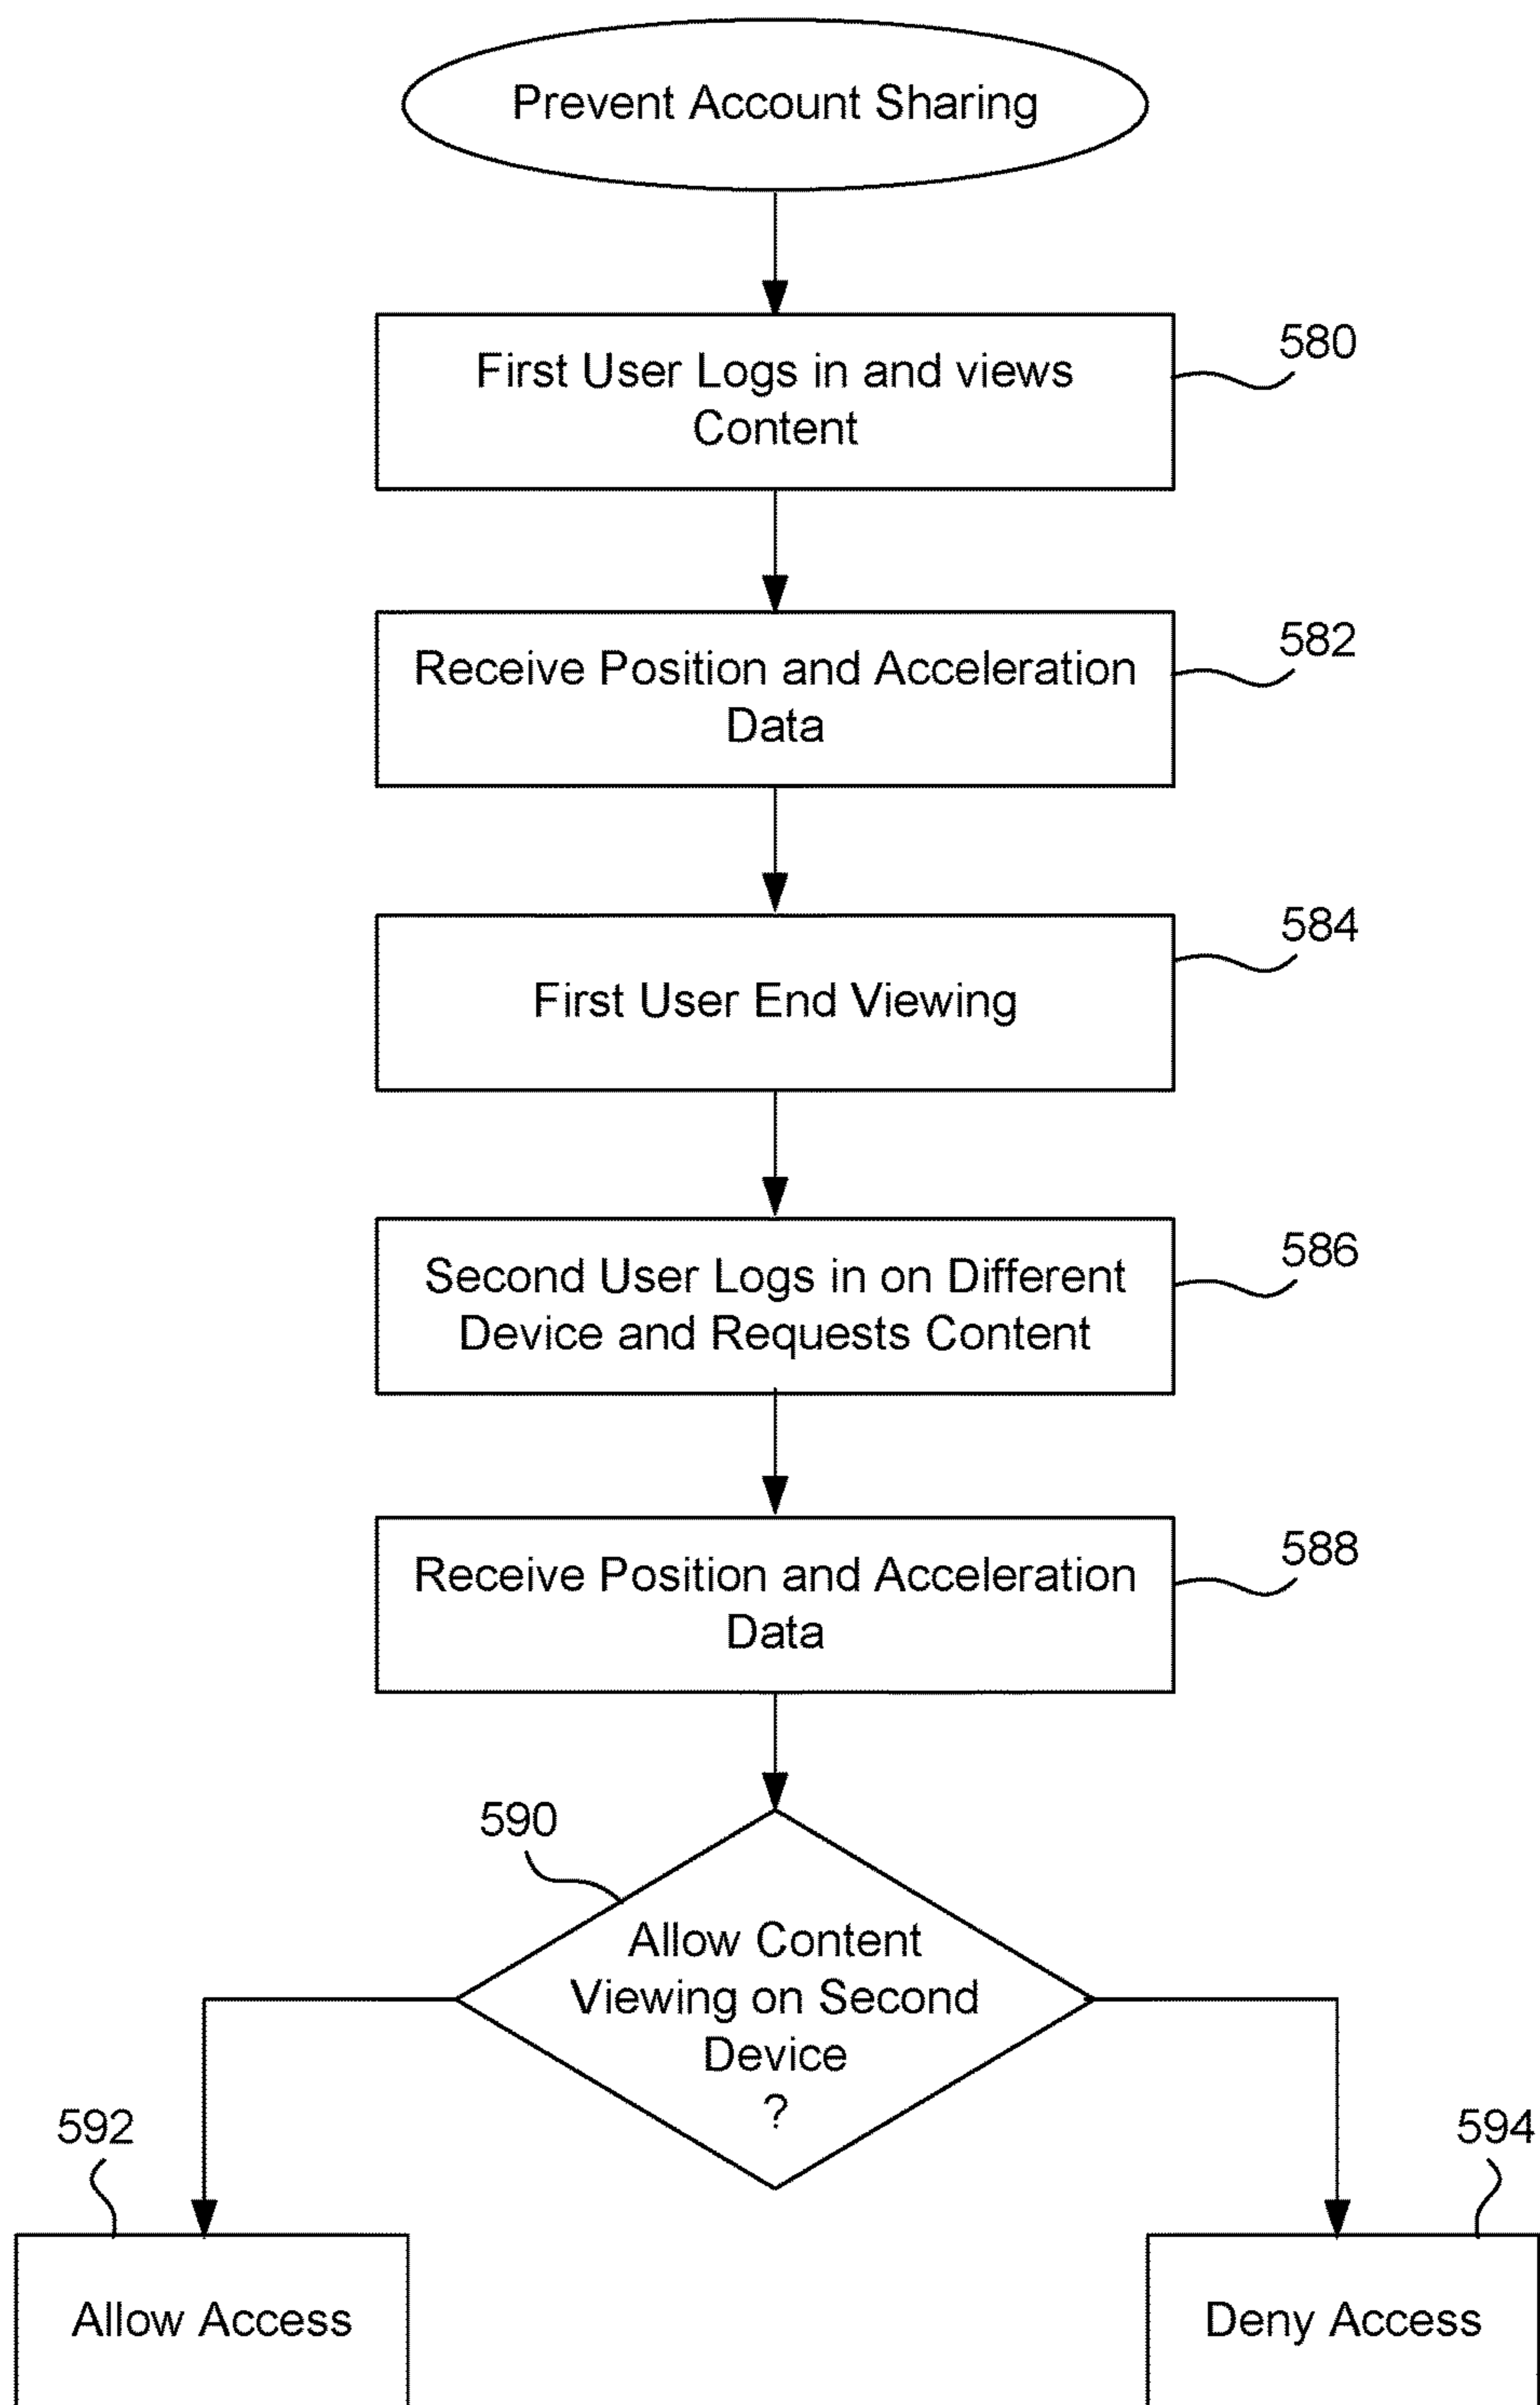 Prevent Account Sharing
First User Logs in and views
Content
580
Receive Position and Acceleration
Data
582
First User End Viewing
584
Second User Logs in on Different
Device and Requests Content
586
Receive Position and Acceleration
Data
588
590
Allow Content
Viewing on Second
Device
?
592
Allow Access
594
Deny Access